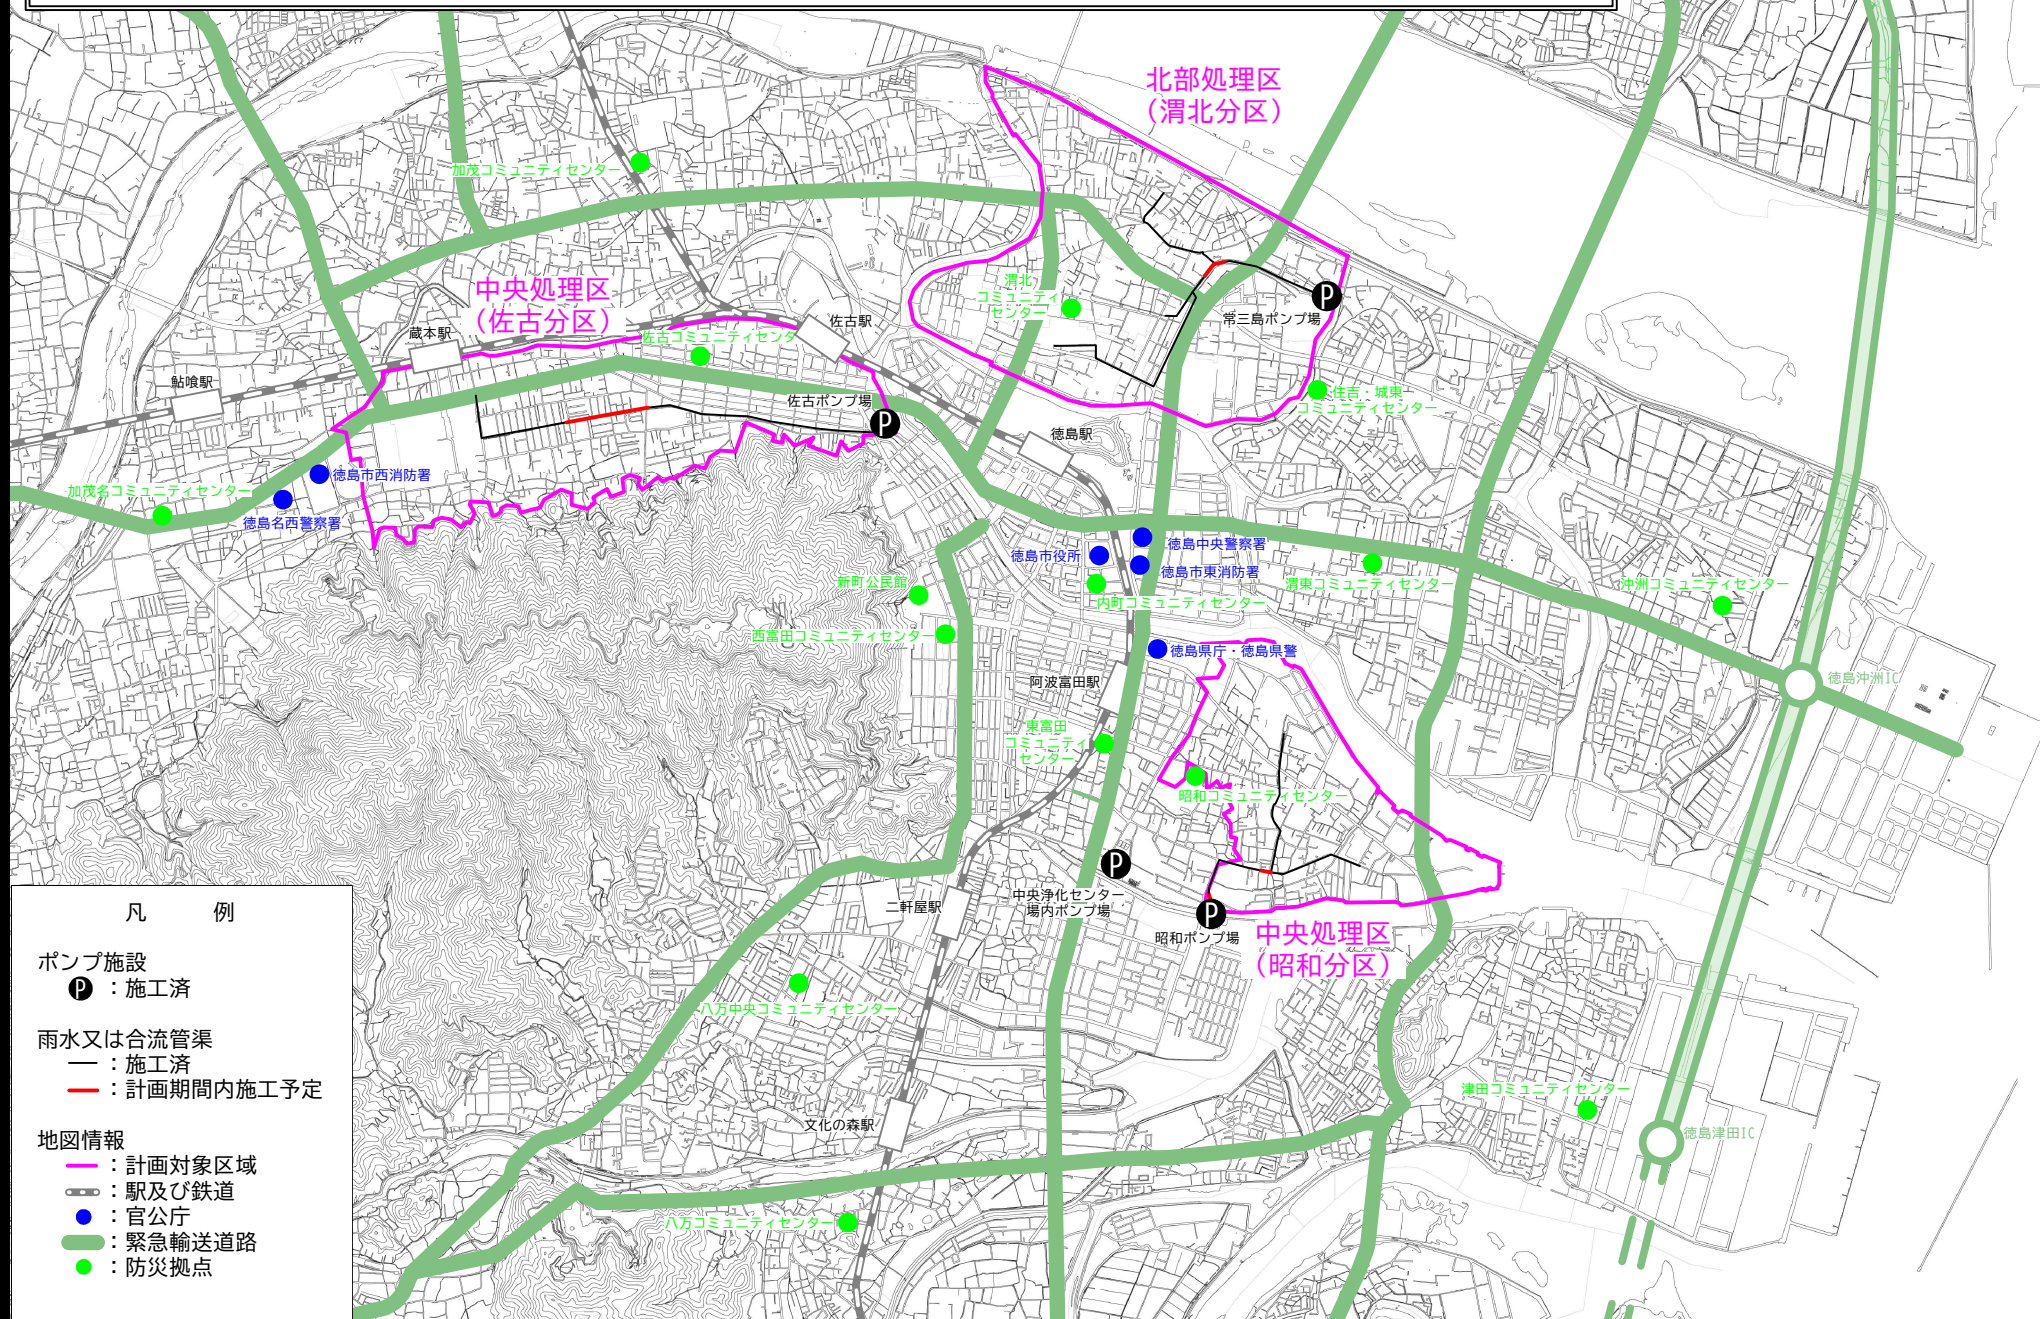 北部処理区
（渭北分区）
加茂コミュニティセンター
中央処理区
（佐古分区）
渭北
コミュニティ
センター
佐古駅
常三島ポンプ場
蔵本駅
佐古コミュニティセンタ
鮎喰駅
佐古ポンプ場
住吉・城東
コミュニティセンター
徳島駅
徳島市西消防署
加茂名コミュニティセンター
徳島名西警察署
徳島中央警察署
徳島市役所
徳島市東消防署
新町公民館
渭東コミュニティセンター
沖洲コミュニティセンター
内町コミュニティセンター
西富田コミュニティセンター
徳島県庁・徳島県警
阿波富田駅
徳島沖洲IC
東富田
コミュニティ
センター
昭和コミュニティセンター
中央浄化センター
場内ポンプ場
二軒屋駅
昭和ポンプ場
中央処理区
（昭和分区）
八万中央コミュニティセンター
津田コミュニティセンター
文化の森駅
徳島津田IC
八万コミュニティセンター
凡　例
ポンプ施設
P：施工済
雨水又は合流管渠
：施工済
：計画期間内施工予定
地図情報
：計画対象区域
：駅及び鉄道
：官公庁
：緊急輸送道路
：防災拠点
P
P
P
P